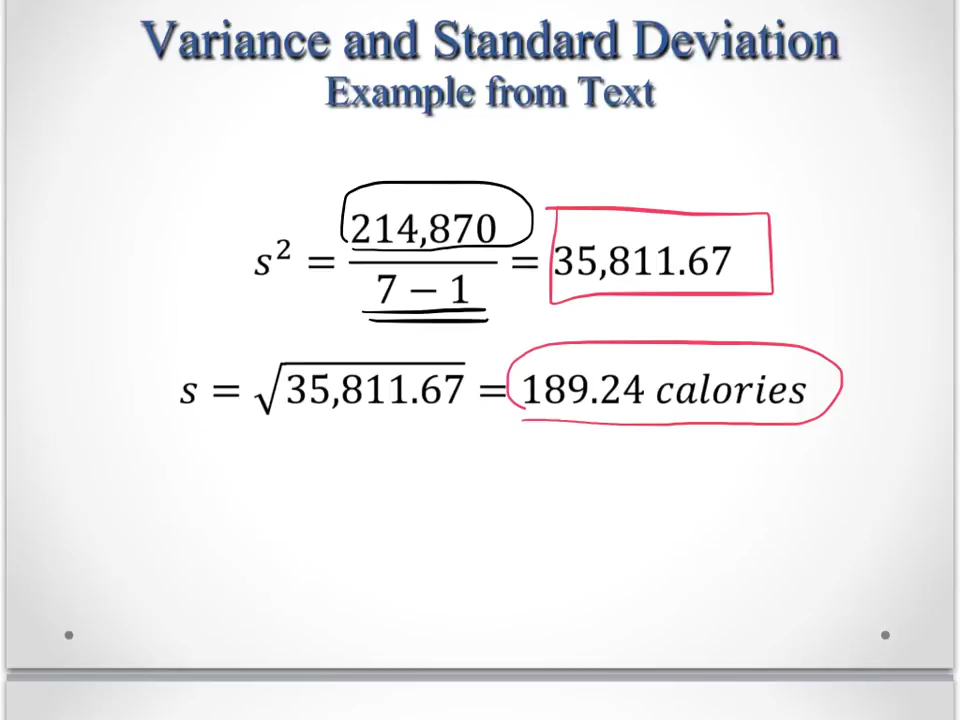 Variance and Standard Deviation
Example from Text
s² = 214,870 / 7 − 1 = 35,811.67
s = √35,811.67 = 189.24 calories